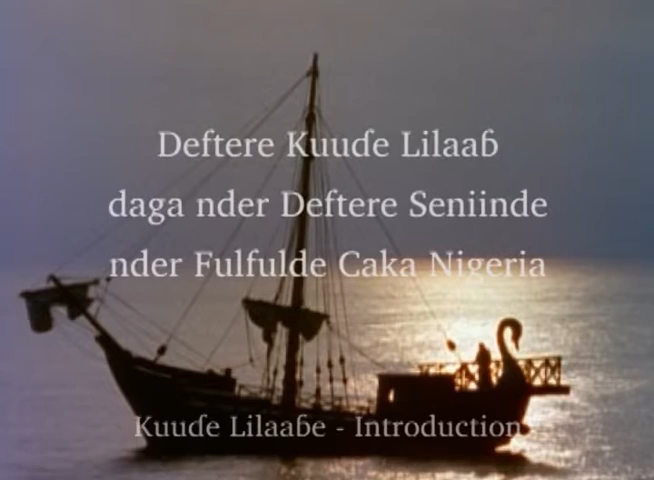 Deftere Kuuɗe Lilaaɓ
daga nder Deftere Seniinde
nder Fulfulde Caka Nigeria
Kuuɗe Lilaaɓe - Introduction